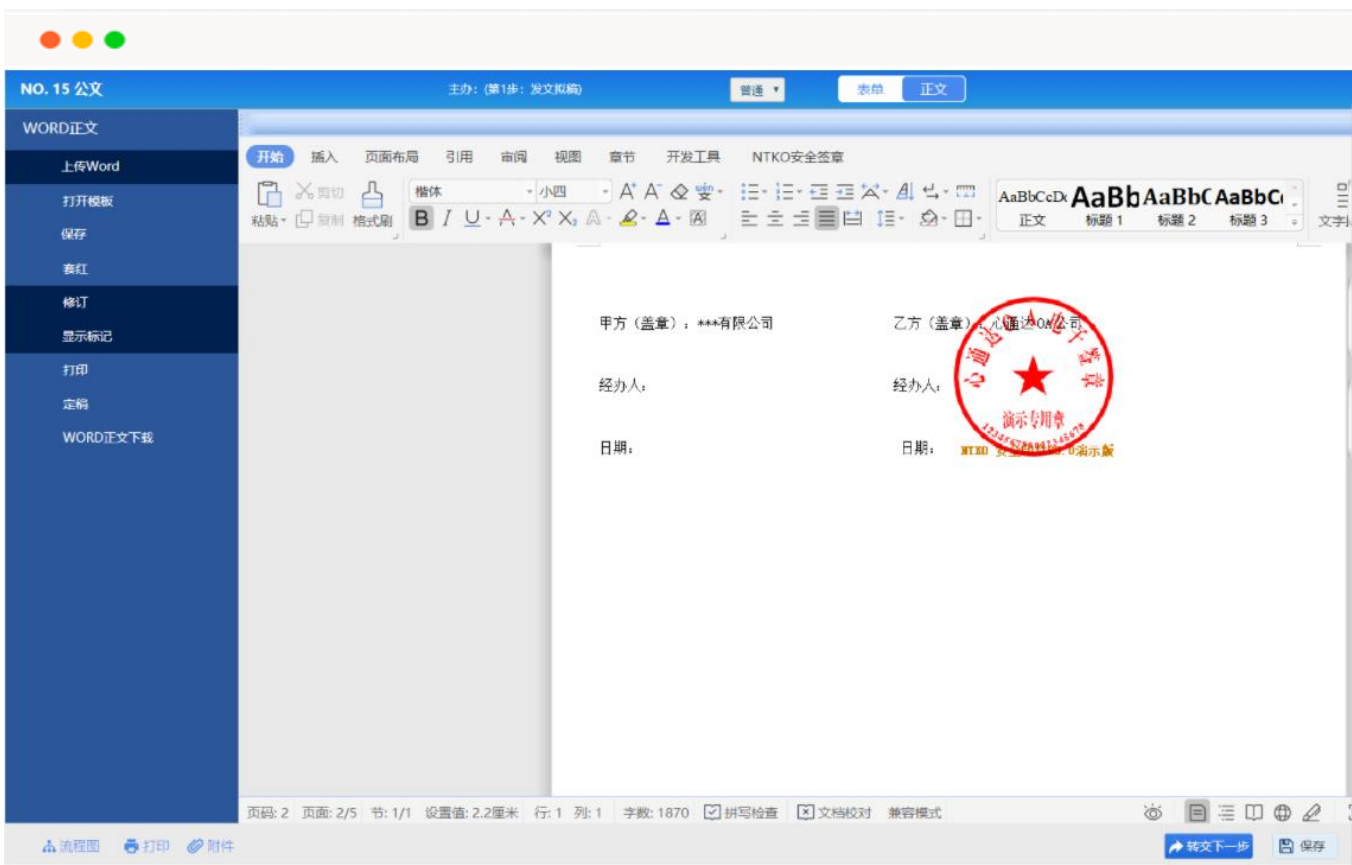 NO. 15 公文 主办: (第1步: 发文拟稿) 普通 表单 正文
WORD正文
上传Word
打开模板
保存
套红
修订
显示标记
打印
定稿
WORD正文下载
开始 插入 页面布局 引用 审阅 视图 章节 开发工具 NTKO安全签章
剪切 楷体 小四
粘贴 复制 格式刷
AaBbCcDc AaBb AaBbC AaBbC
正文 标题 1 标题 2 标题 3
甲方（盖章）：***有限公司 乙方（盖章）：心通达OA公司
经办人： 经办人：
日期： 日期：
心通达OA电子签章
演示专用章
页码: 2 页面: 2/5 节: 1/1 设置值: 2.2厘米 行: 1 列: 1 字数: 1870 拼写检查 文档校对 兼容模式
流程图 打印 附件 转交下一步 保存